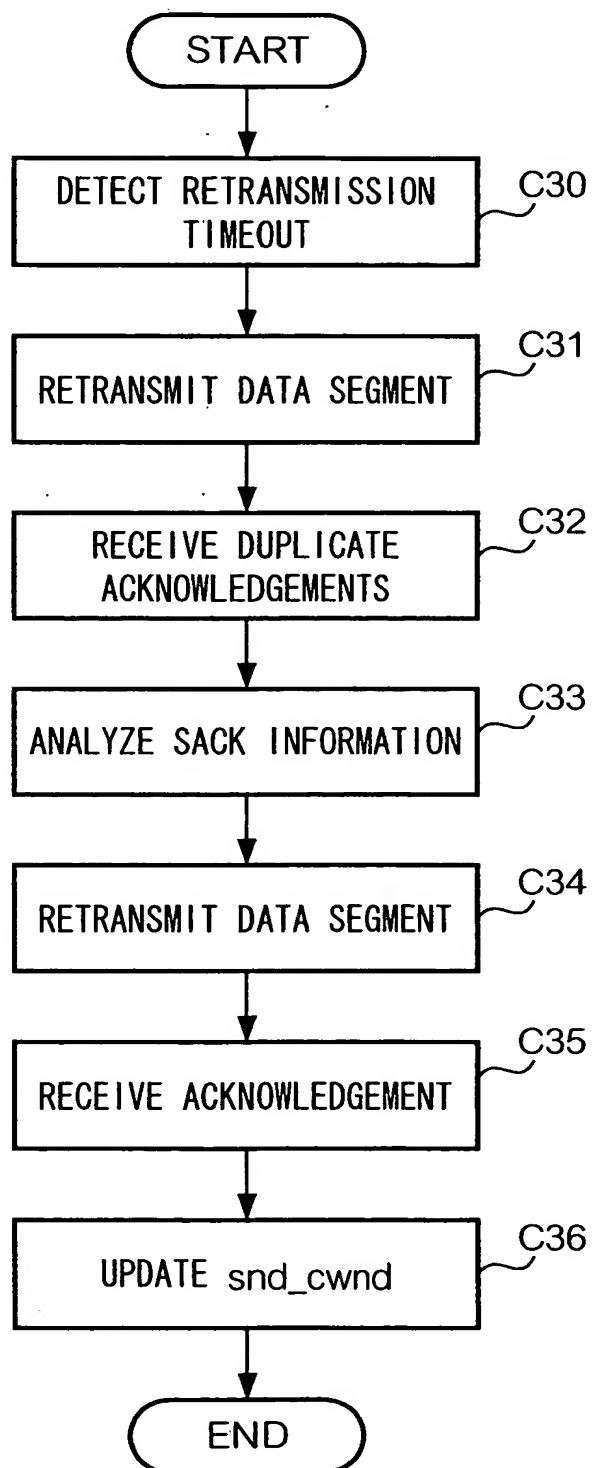 START
DETECT RETRANSMISSION
TIMEOUT
C30
RETRANSMIT DATA SEGMENT
C31
RECEIVE DUPLICATE
ACKNOWLEDGEMENTS
C32
ANALYZE SACK INFORMATION
C33
RETRANSMIT DATA SEGMENT
C34
RECEIVE ACKNOWLEDGEMENT
C35
UPDATE snd_cwnd
C36
END